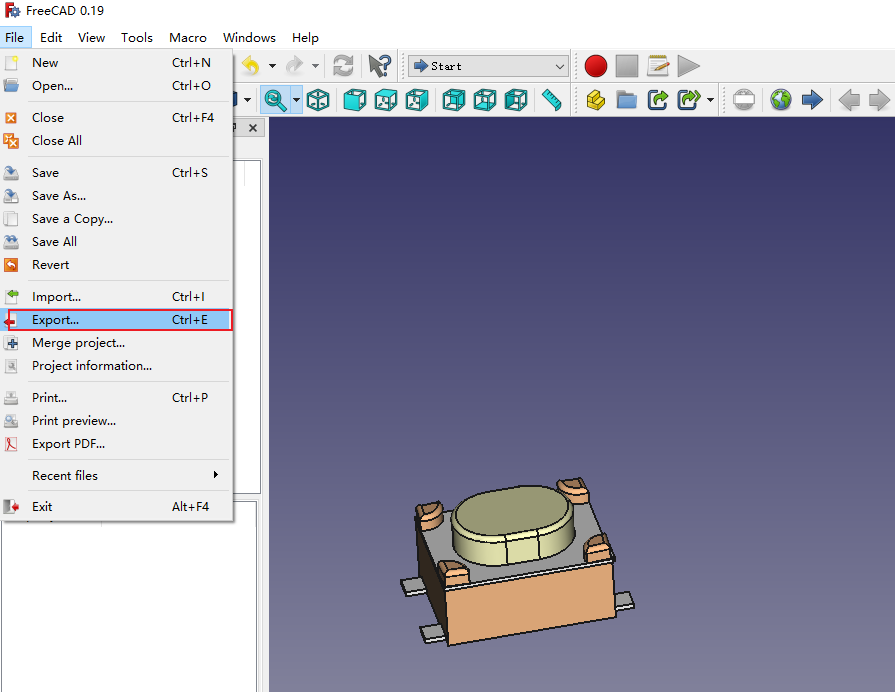 FreeCAD 0.19
File Edit View Tools Macro Windows Help
New Ctrl+N
Start
Open... Ctrl+O
Close Ctrl+F4
Close All
Save Ctrl+S
Save As...
Save a Copy...
Save All
Revert
Import... Ctrl+I
Export... Ctrl+E
Merge project...
Project information...
Print... Ctrl+P
Print preview...
Export PDF...
Recent files
Exit Alt+F4